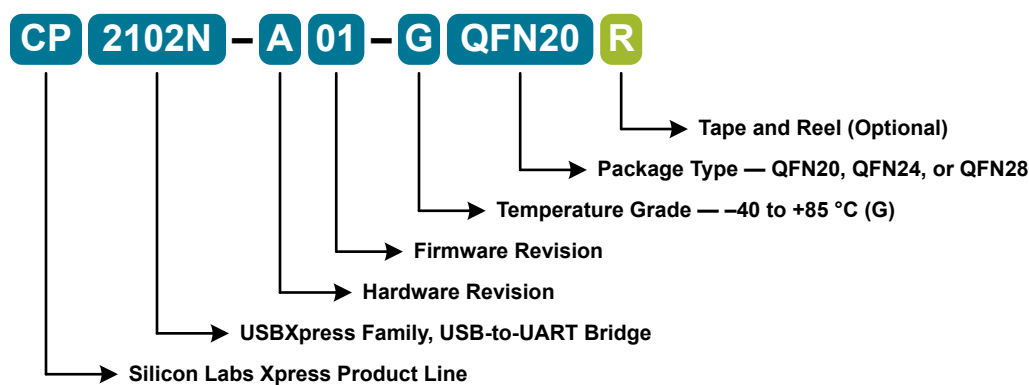 CP 2102N – A 01 – G QFN20 R
Tape and Reel (Optional)
Package Type — QFN20, QFN24, or QFN28
Temperature Grade — –40 to +85 °C (G)
Firmware Revision
Hardware Revision
USBXpress Family, USB-to-UART Bridge
Silicon Labs Xpress Product Line